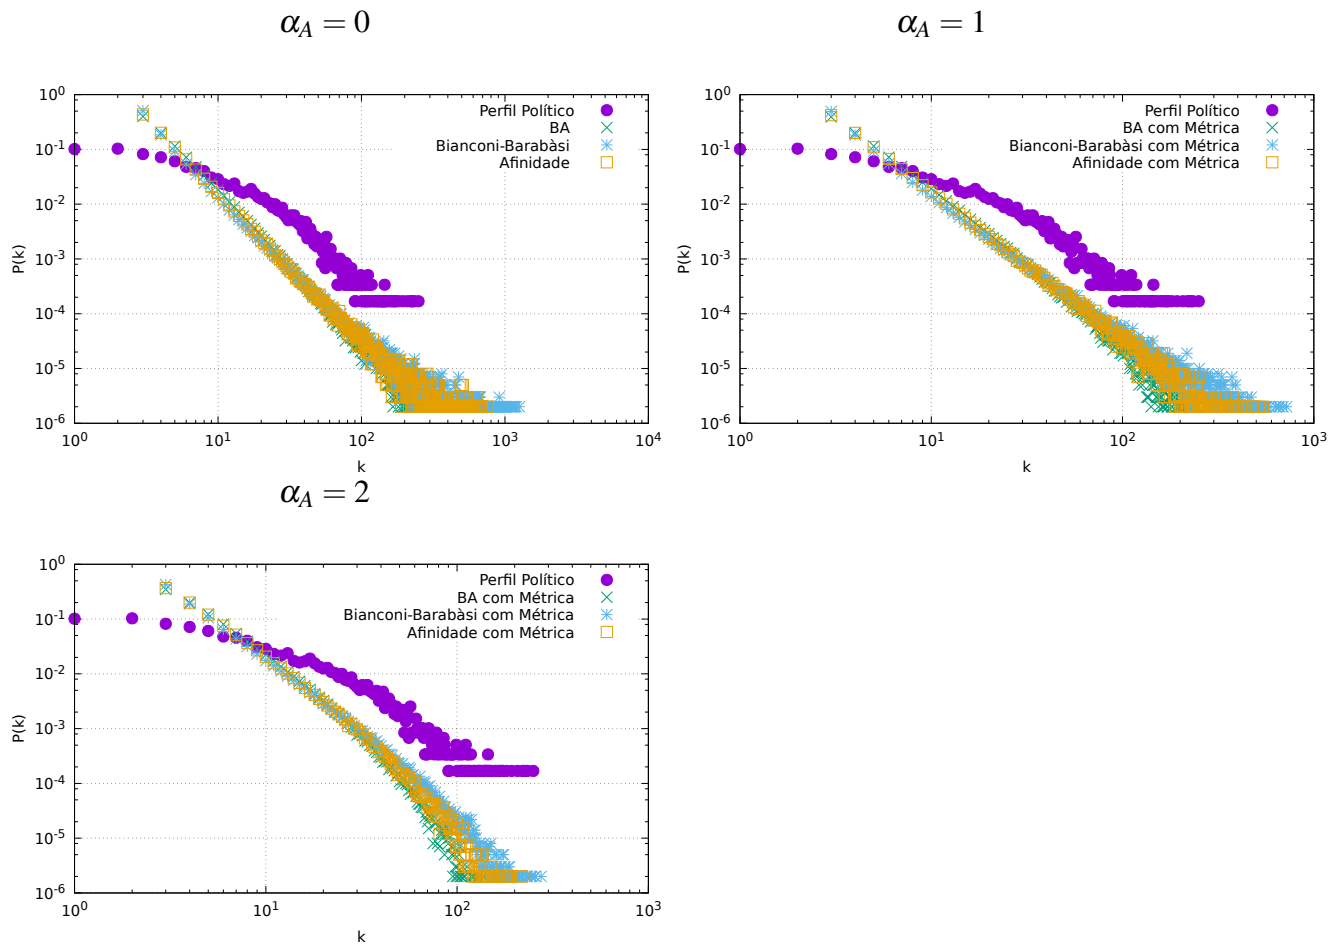 α_A = 0
10^0
10^-1
10^-2
10^-3
10^-4
10^-5
10^-6
P(k)
Perfil Político
BA
Bianconi-Barabàsi
Afinidade
10^0 10^1 10^2 10^3 10^4
k
α_A = 1
10^0
10^-1
10^-2
10^-3
10^-4
10^-5
10^-6
P(k)
Perfil Político
BA com Métrica
Bianconi-Barabàsi com Métrica
Afinidade com Métrica
10^0 10^1 10^2 10^3
k
α_A = 2
10^0
10^-1
10^-2
10^-3
10^-4
10^-5
10^-6
P(k)
Perfil Político
BA com Métrica
Bianconi-Barabàsi com Métrica
Afinidade com Métrica
10^0 10^1 10^2 10^3
k